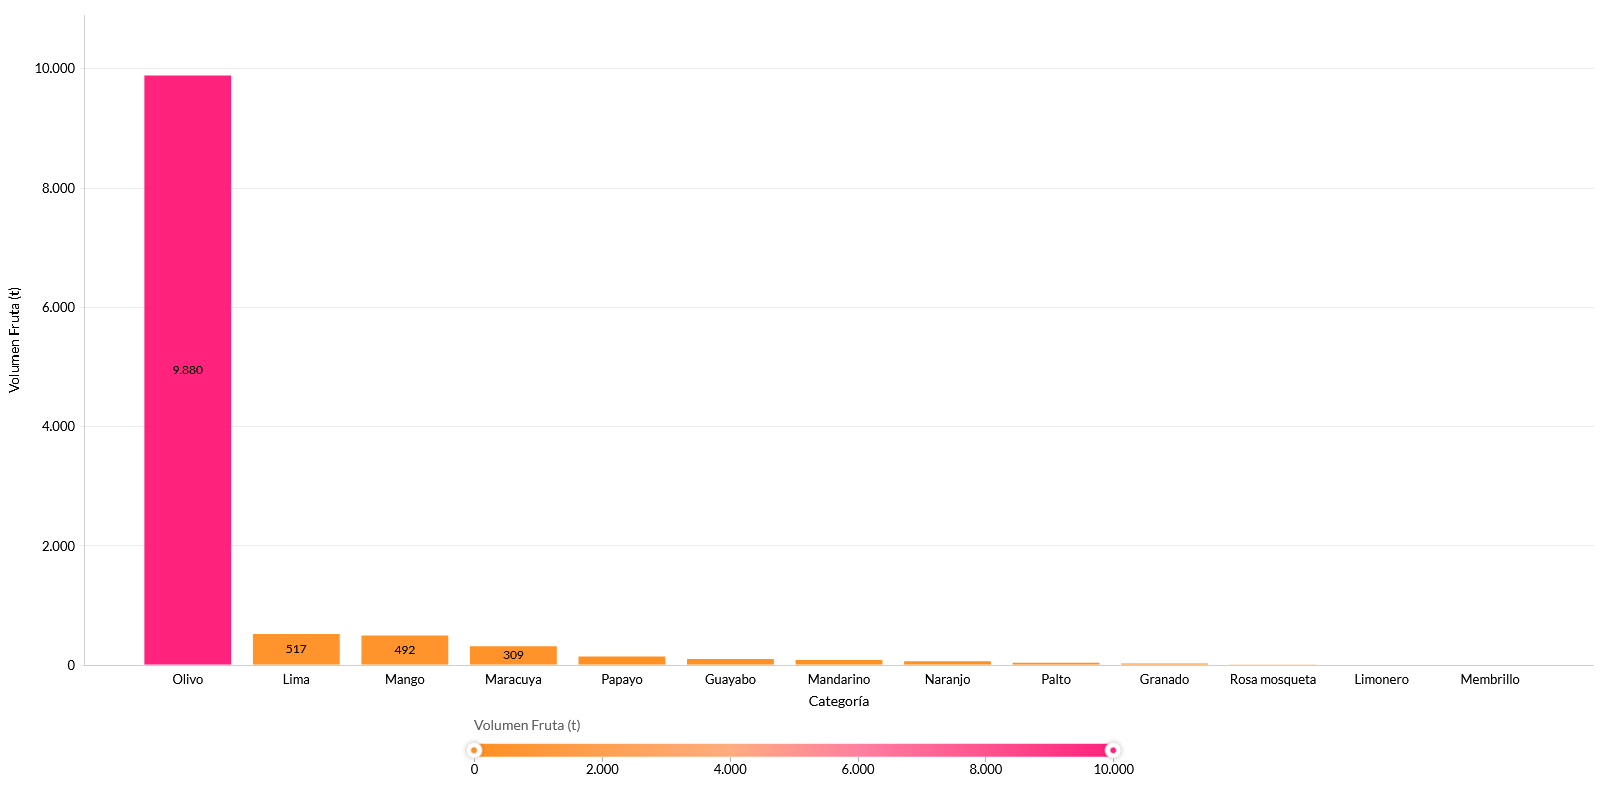 10.000
8.000
6.000
4.000
2.000
0
Volumen Fruta (t)
9.880
517
492
309
Olivo Lima Mango Maracuya Papayo Guayabo Mandarino Naranjo Palto Granado Rosa mosqueta Limonero Membrillo
Categoría
Volumen Fruta (t)
0 2.000 4.000 6.000 8.000 10.000